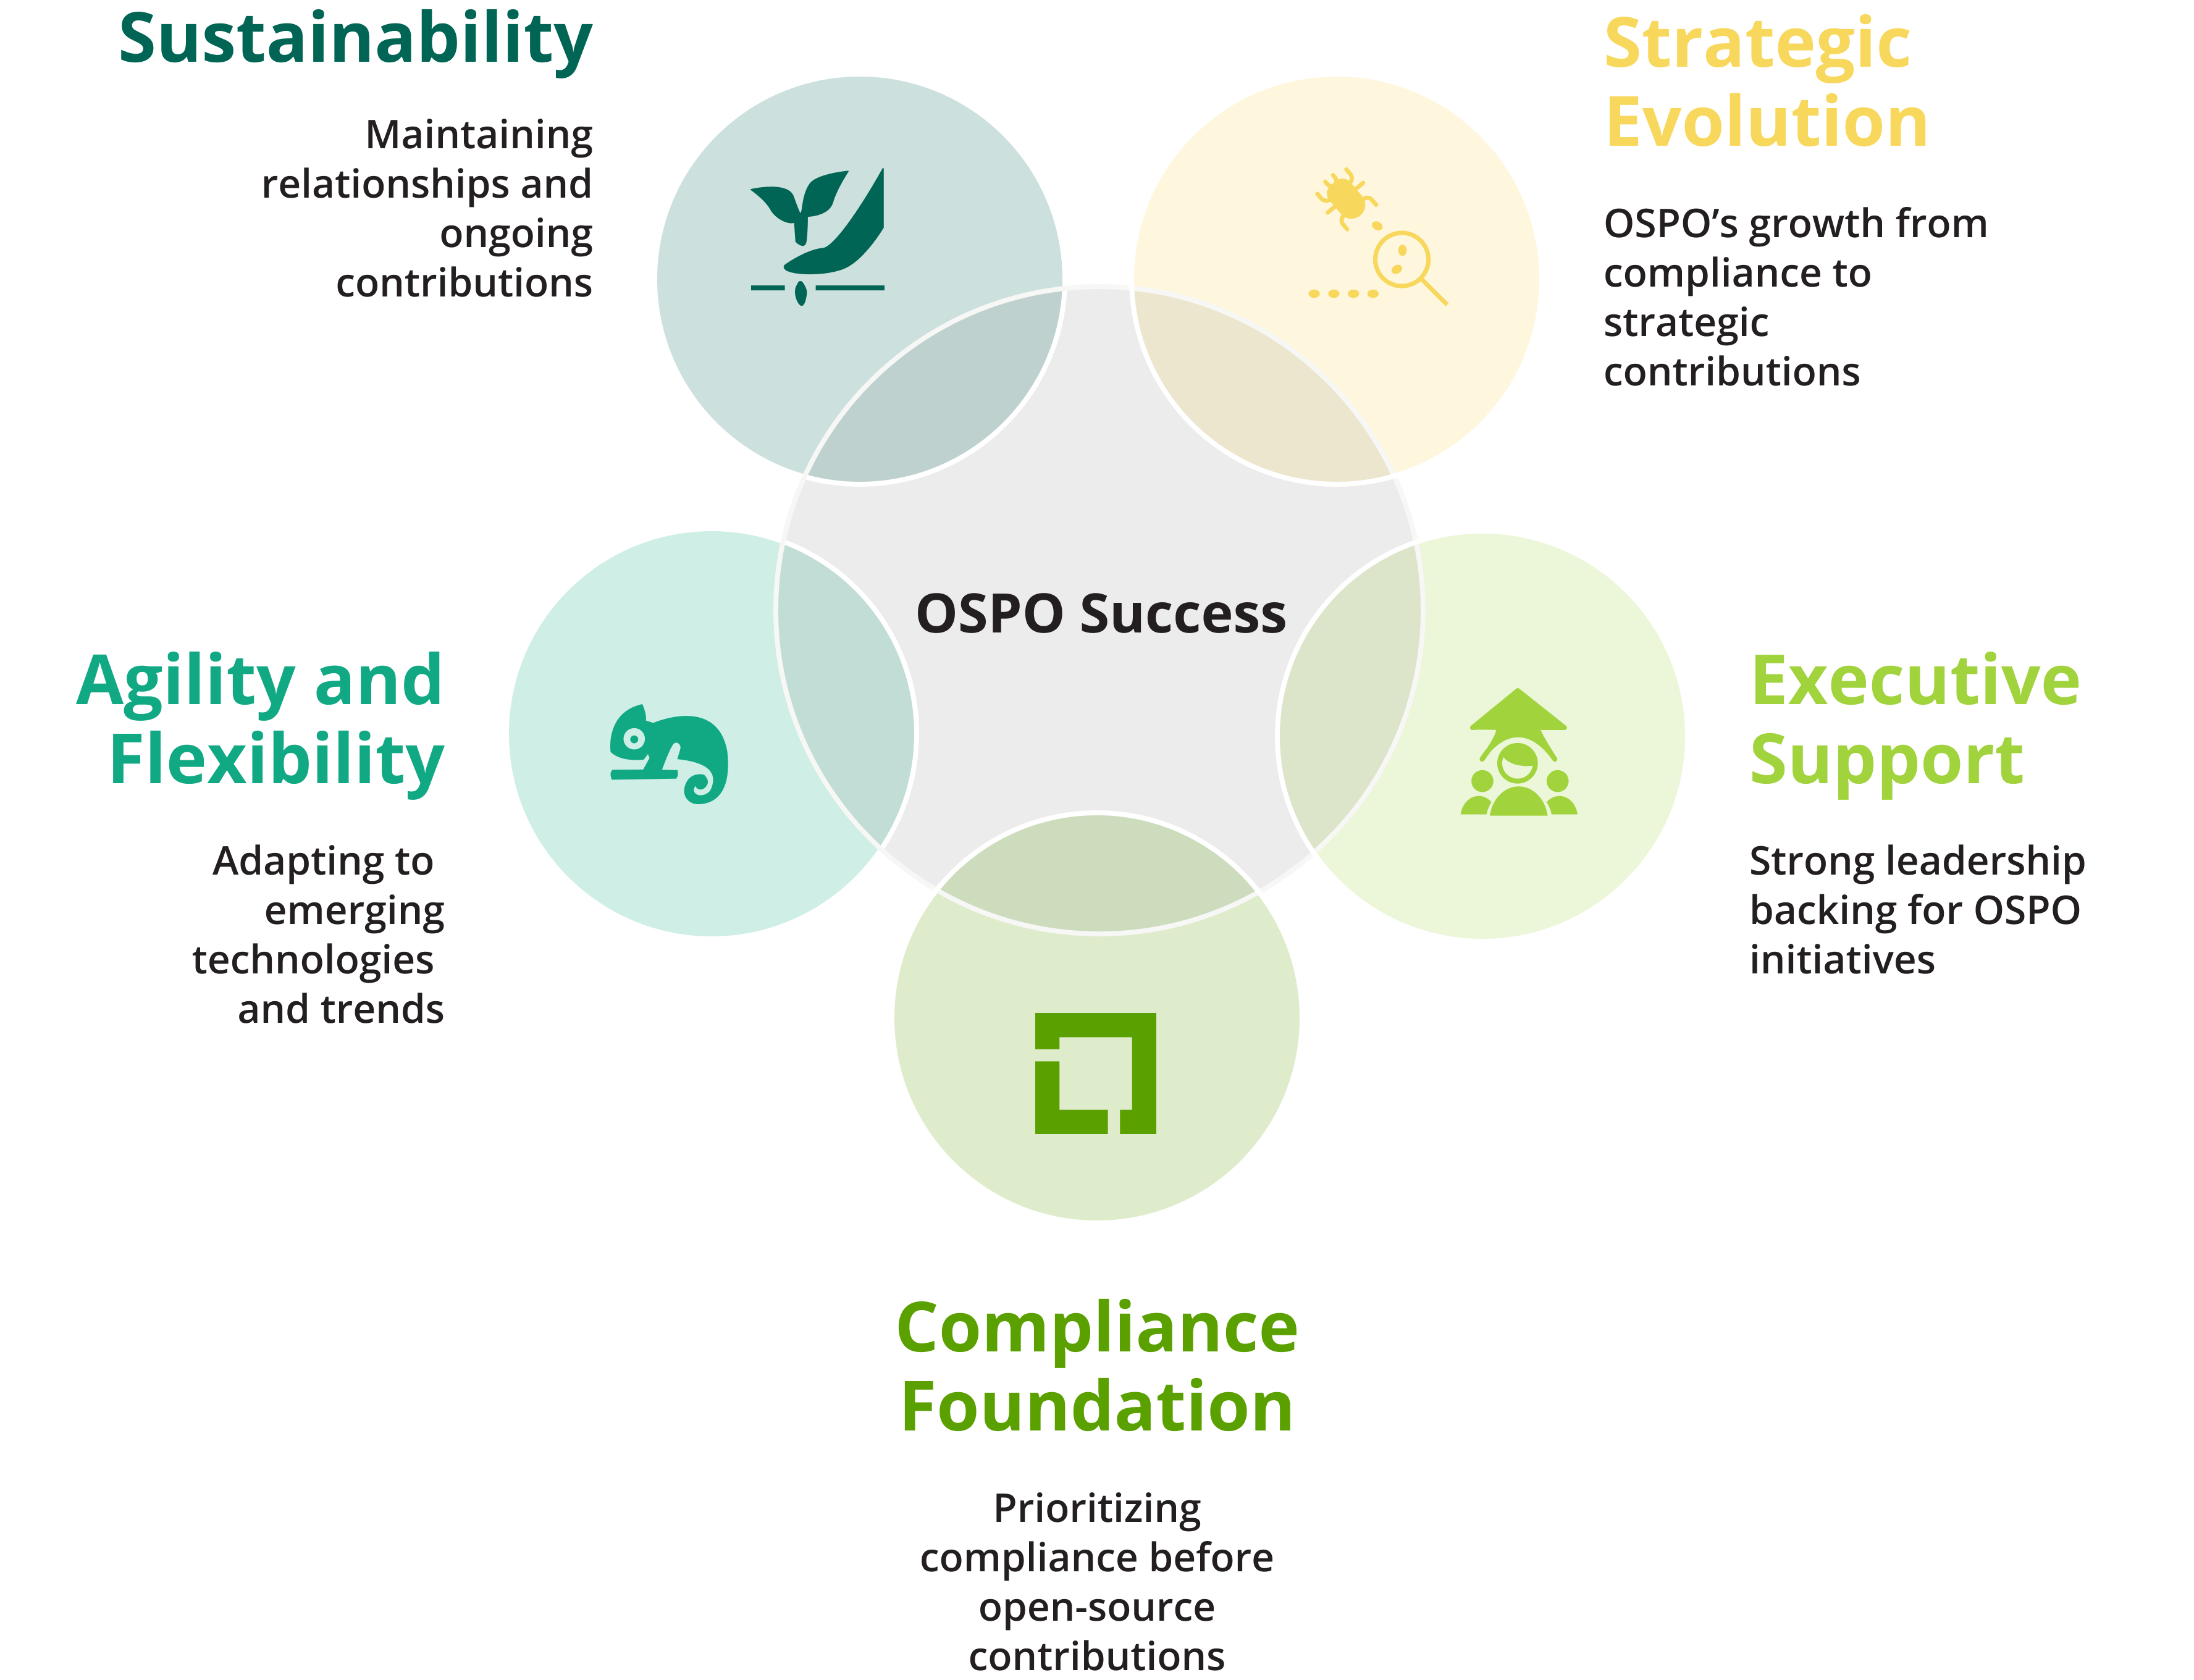 Sustainability
Maintaining
relationships and
ongoing
contributions
Strategic
Evolution
OSPO’s growth from
compliance to
strategic
contributions
OSPO Success
Agility and
Flexibility
Adapting to
emerging
technologies
and trends
Executive
Support
Strong leadership
backing for OSPO
initiatives
Compliance
Foundation
Prioritizing
compliance before
open-source
contributions